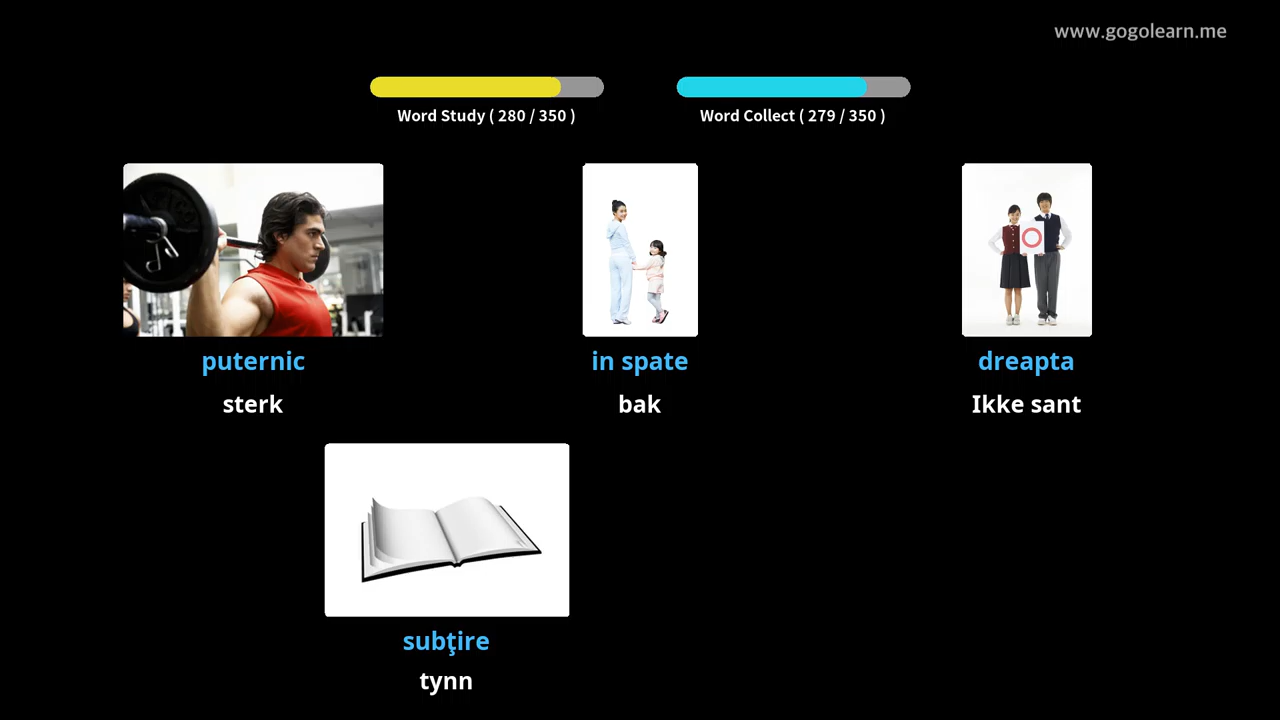 www.gogolearn.me
Word Study ( 280 / 350 )
Word Collect ( 279 / 350 )
puternic
in spate
dreapta
sterk
bak
Ikke sant
subţire
tynn